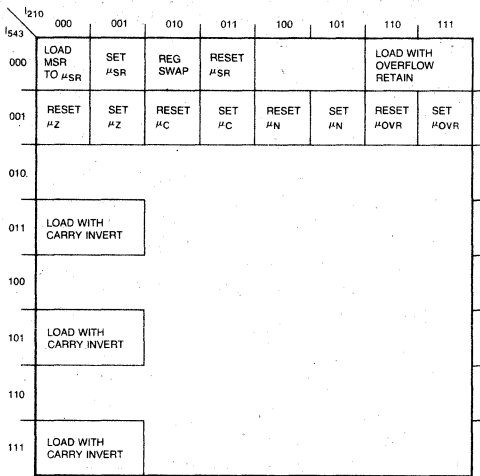 I210
I543
000 001 010 011 100 101 110 111
000
LOAD
MSR
TO μSR
SET
μSR
REG
SWAP
RESET
μSR
LOAD WITH
OVERFLOW
RETAIN
001
RESET
μZ
SET
μZ
RESET
μC
SET
μC
RESET
μN
SET
μN
RESET
μOVR
SET
μOVR
010
011
LOAD WITH
CARRY INVERT
100
101
LOAD WITH
CARRY INVERT
110
111
LOAD WITH
CARRY INVERT